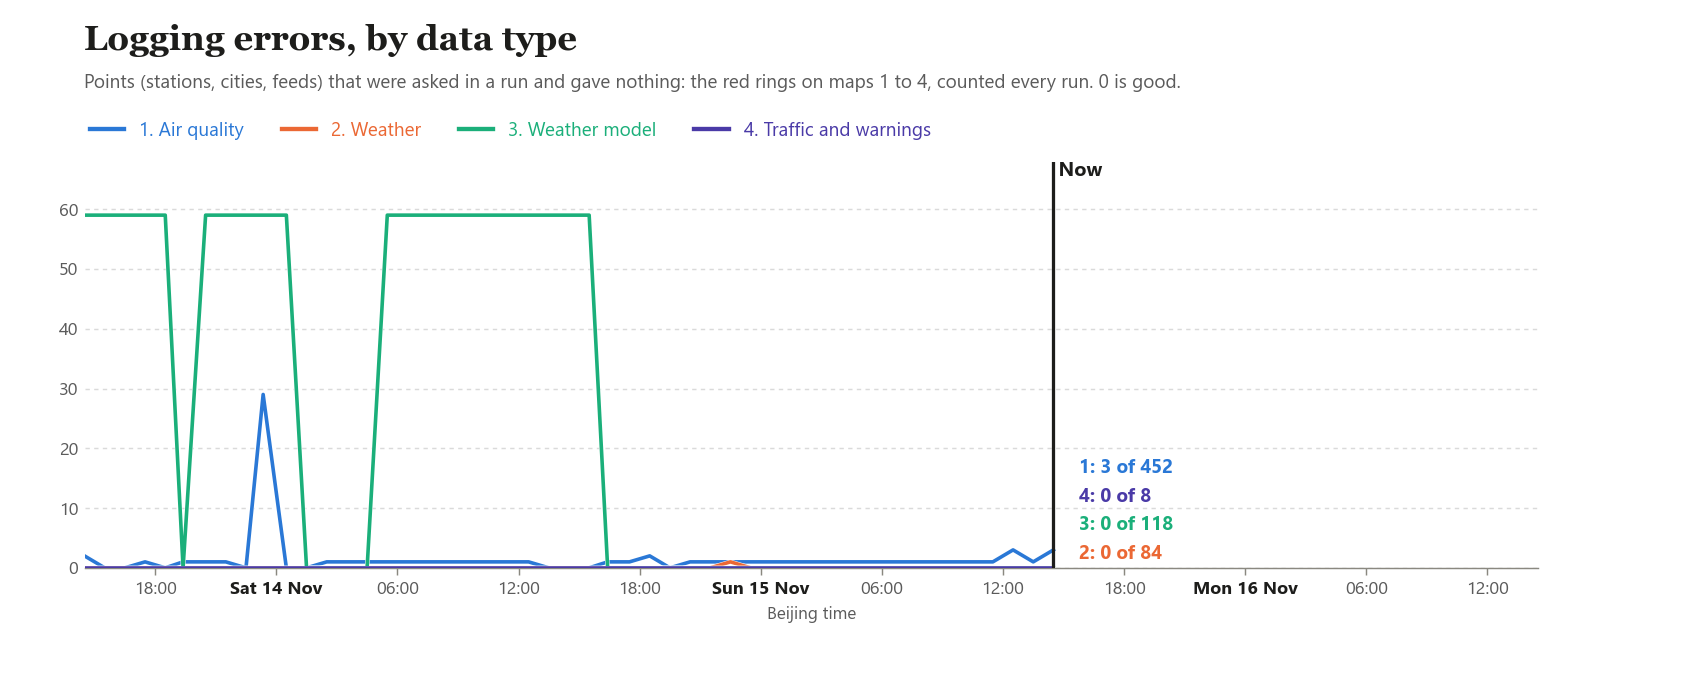 Logging errors, by data type
Points (stations, cities, feeds) that were asked in a run and gave nothing: the red rings on maps 1 to 4, counted every run. 0 is good.
1. Air quality 2. Weather 3. Weather model 4. Traffic and warnings
Now
60
50
40
30
20
10
0
1: 3 of 452
4: 0 of 8
3: 0 of 118
2: 0 of 84
18:00 Sat 14 Nov 06:00 12:00 18:00 Sun 15 Nov 06:00 12:00 18:00 Mon 16 Nov 06:00 12:00
Beijing time